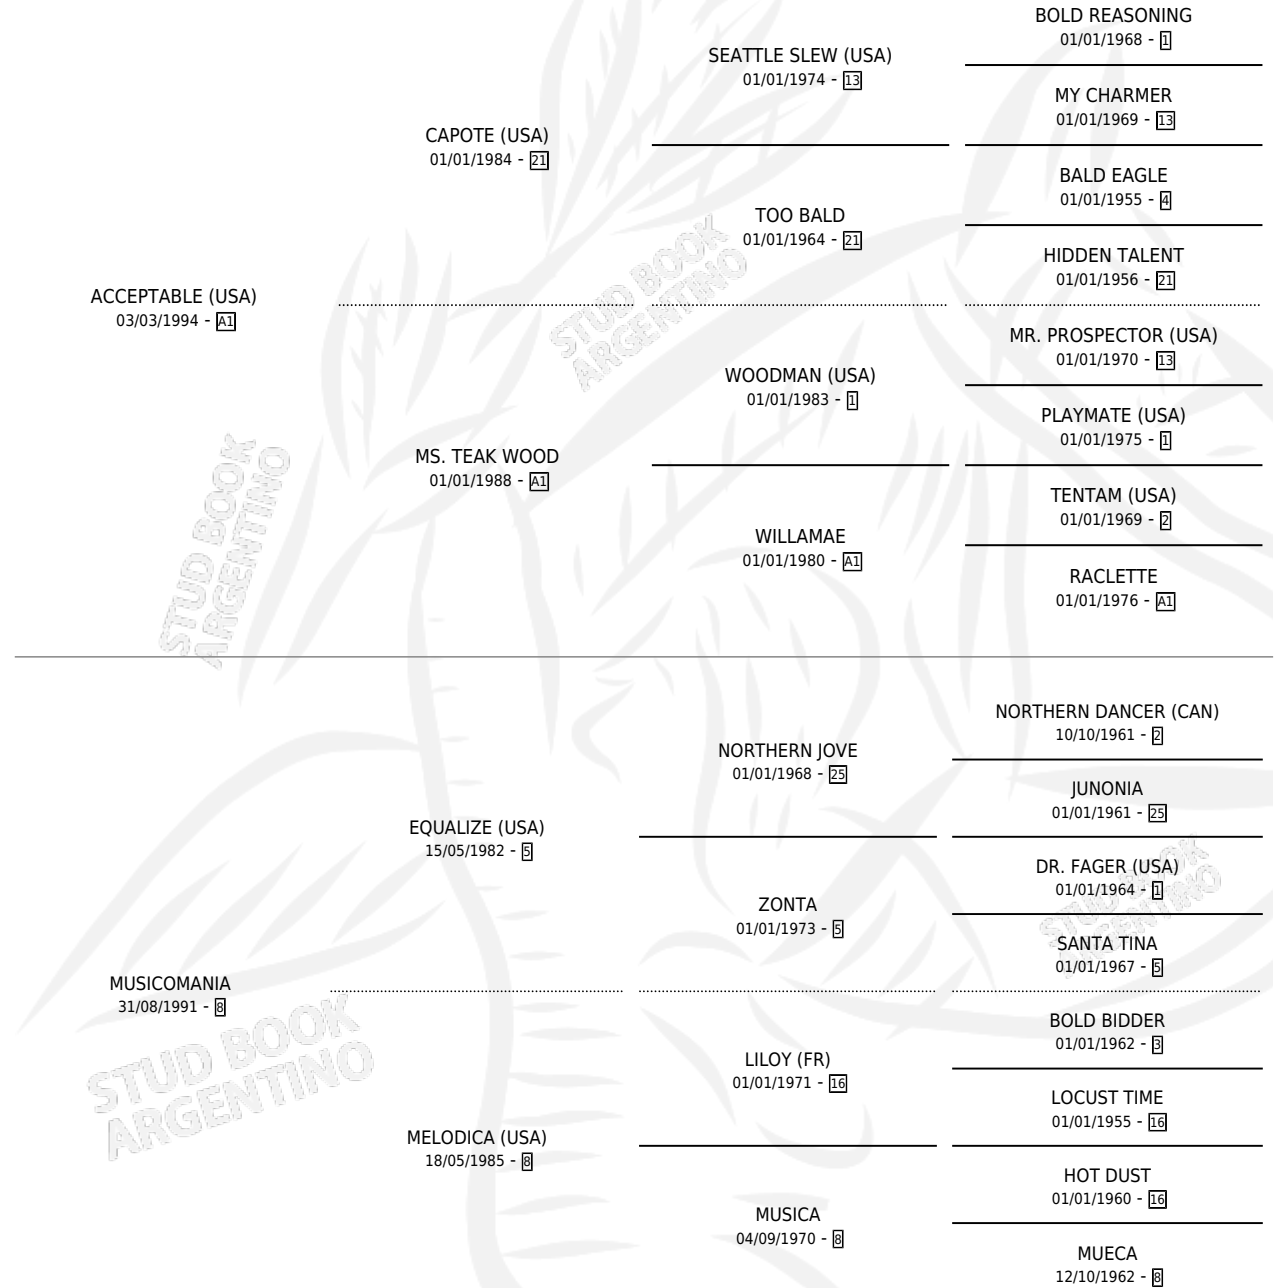 BOLD REASONING
01/01/1968 - 1
SEATTLE SLEW (USA)
01/01/1974 - 13
MY CHARMER
01/01/1969 - 13
CAPOTE (USA)
01/01/1984 - 21
BALD EAGLE
01/01/1955 - 4
TOO BALD
01/01/1964 - 21
HIDDEN TALENT
01/01/1956 - 21
ACCEPTABLE (USA)
03/03/1994 - A1
MR. PROSPECTOR (USA)
01/01/1970 - 13
WOODMAN (USA)
01/01/1983 - 1
PLAYMATE (USA)
01/01/1975 - 1
MS. TEAK WOOD
01/01/1988 - A1
TENTAM (USA)
01/01/1969 - 2
WILLAMAE
01/01/1980 - A1
RACLETTE
01/01/1976 - A1
NORTHERN DANCER (CAN)
10/10/1961 - 2
NORTHERN JOVE
01/01/1968 - 25
JUNONIA
01/01/1961 - 25
EQUALIZE (USA)
15/05/1982 - 5
DR. FAGER (USA)
01/01/1964 - 1
ZONTA
01/01/1973 - 5
SANTA TINA
01/01/1967 - 5
MUSICOMANIA
31/08/1991 - 8
BOLD BIDDER
01/01/1962 - 3
LILOY (FR)
01/01/1971 - 16
LOCUST TIME
01/01/1955 - 16
MELODICA (USA)
18/05/1985 - 8
HOT DUST
01/01/1960 - 16
MUSICA
04/09/1970 - 8
MUECA
12/10/1962 - 8
STUD BOOK
ARGENTINO
STUD BOOK
ARGENTINO
STUD BOOK
ARGENTINO
STUD BOOK
ARGENTINO